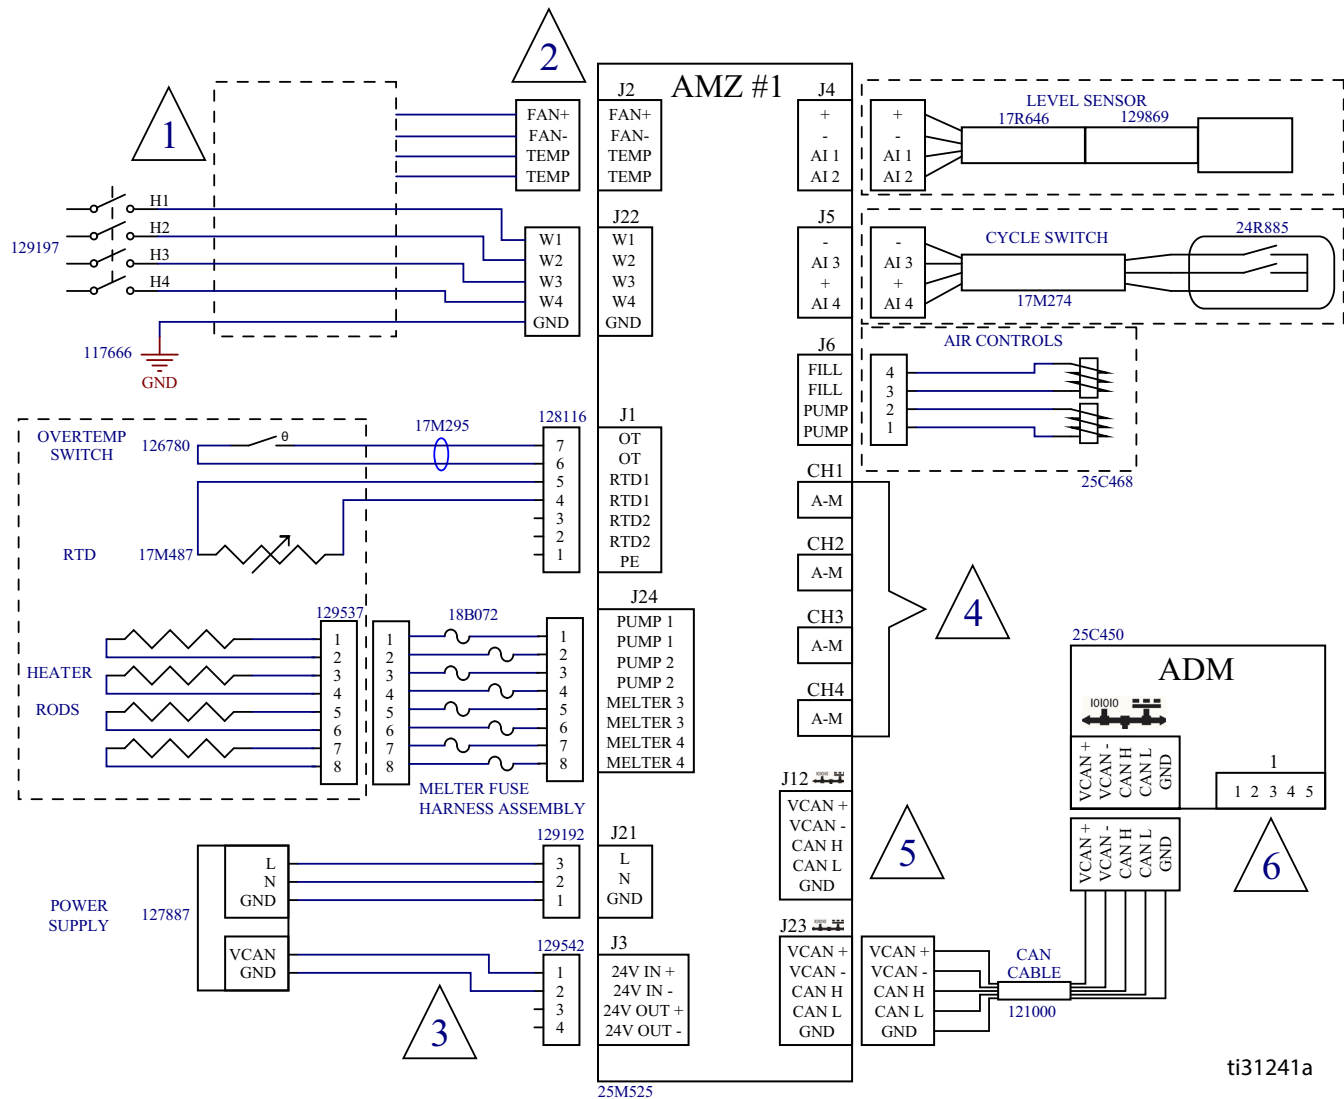 AMZ #1
1
2
FAN+
FAN-
TEMP
TEMP
J2
FAN+
FAN-
TEMP
TEMP
129197
H1
H2
H3
H4
W1
W2
W3
W4
GND
J22
W1
W2
W3
W4
GND
117666
GND
OVERTEMP
SWITCH
126780
θ
17M295
128116
7
6
5
4
3
2
1
J1
OT
OT
RTD1
RTD1
RTD2
RTD2
PE
RTD
17M487
HEATER
RODS
129537
1
2
3
4
5
6
7
8
1
2
3
4
5
6
7
8
18B072
MELTER FUSE
HARNESS ASSEMBLY
1
2
3
4
5
6
7
8
J24
PUMP 1
PUMP 1
PUMP 2
PUMP 2
MELTER 3
MELTER 3
MELTER 4
MELTER 4
POWER
SUPPLY
127887
L
N
GND
VCAN
GND
129192
3
2
1
J21
L
N
GND
3
129542
1
2
3
4
J3
24V IN +
24V IN -
24V OUT +
24V OUT -
25M525
J4
+
-
AI 1
AI 2
+
-
AI 1
AI 2
LEVEL SENSOR
17R646
129869
J5
-
AI 3
+
AI 4
-
AI 3
+
AI 4
CYCLE SWITCH
17M274
24R885
J6
FILL
FILL
PUMP
PUMP
4
3
2
1
AIR CONTROLS
25C468
CH1
A-M
CH2
A-M
CH3
A-M
CH4
A-M
4
J12
VCAN +
VCAN -
CAN H
CAN L
GND
5
J23
VCAN +
VCAN -
CAN H
CAN L
GND
VCAN +
VCAN -
CAN H
CAN L
GND
CAN
CABLE
121000
25C450
ADM
IOIOIO
VCAN +
VCAN -
CAN H
CAN L
GND
1
1 2 3 4 5
VCAN +
VCAN -
CAN H
CAN L
GND
6
ti31241a